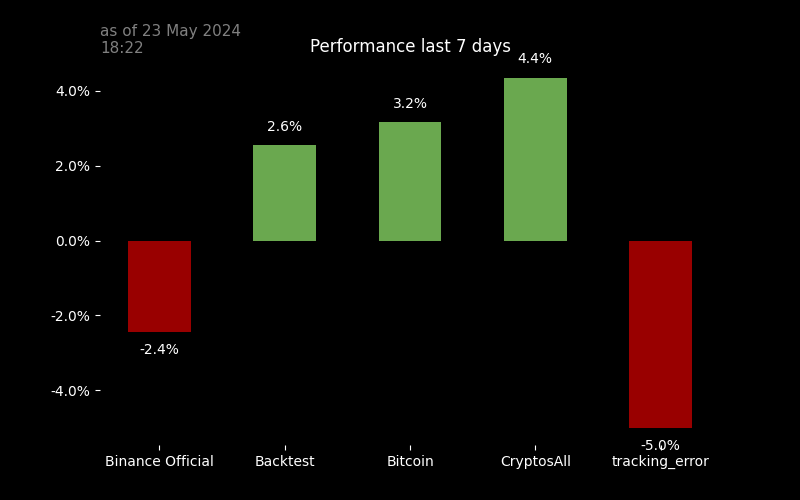 as of 23 May 2024
18:22
Performance last 7 days
4.4%
4.0%
3.2%
2.6%
2.0%
0.0%
-2.0%
-2.4%
-4.0%
-5.0%
Binance Official
Backtest
Bitcoin
CryptosAll
tracking_error